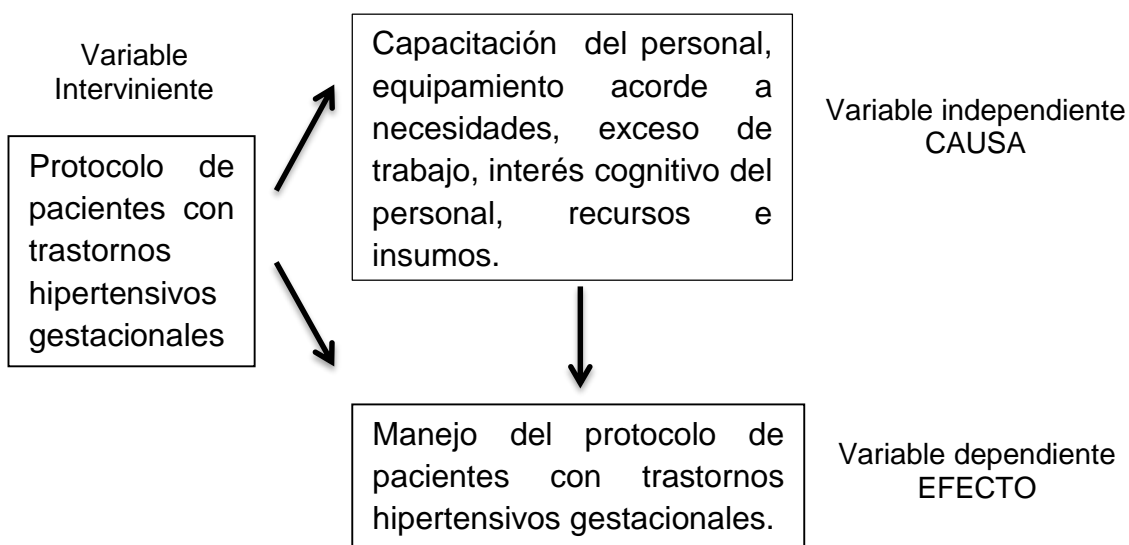 Variable
Interviniente
Protocolo de
pacientes con
trastornos
hipertensivos
gestacionales
Capacitación del personal,
equipamiento acorde a
necesidades, exceso de
trabajo, interés cognitivo del
personal, recursos e
insumos.
Variable independiente
CAUSA
Manejo del protocolo de
pacientes con trastornos
hipertensivos gestacionales.
Variable dependiente
EFECTO